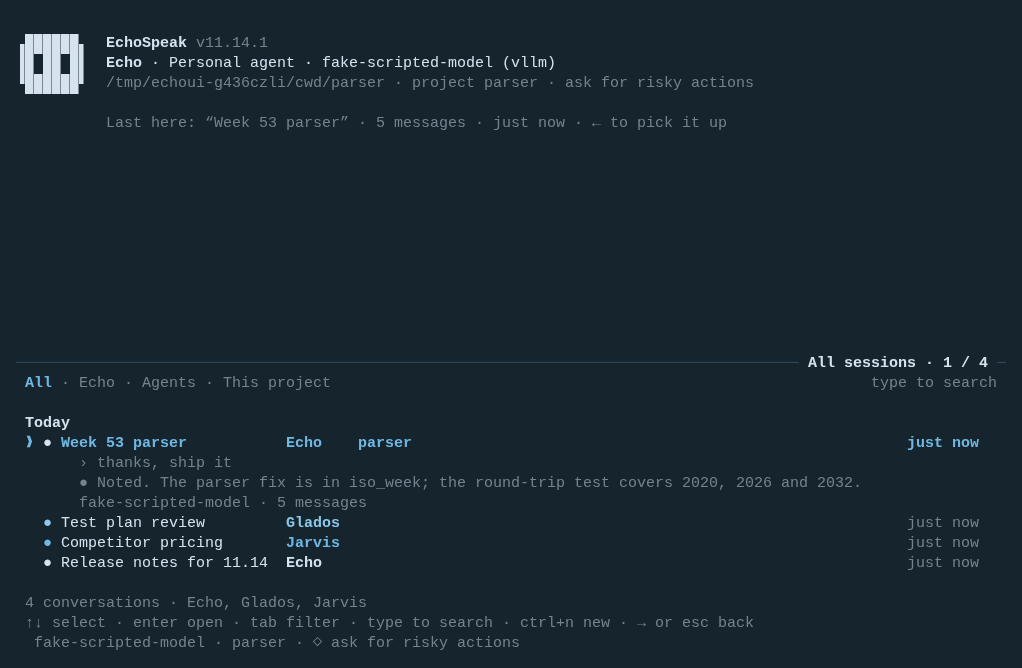 EchoSpeak v11.14.1
Echo · Personal agent · fake-scripted-model (vllm)
/tmp/echoui-g436czli/cwd/parser · project parser · ask for risky actions
Last here: “Week 53 parser” · 5 messages · just now · ← to pick it up
All sessions · 1 / 4
All · Echo · Agents · This project type to search
Today
❫ ● Week 53 parser Echo parser just now
› thanks, ship it
● Noted. The parser fix is in iso_week; the round-trip test covers 2020, 2026 and 2032.
fake-scripted-model · 5 messages
● Test plan review Glados just now
● Competitor pricing Jarvis just now
● Release notes for 11.14 Echo just now
4 conversations · Echo, Glados, Jarvis
↑↓ select · enter open · tab filter · type to search · ctrl+n new · → or esc back
fake-scripted-model · parser · ◇ ask for risky actions